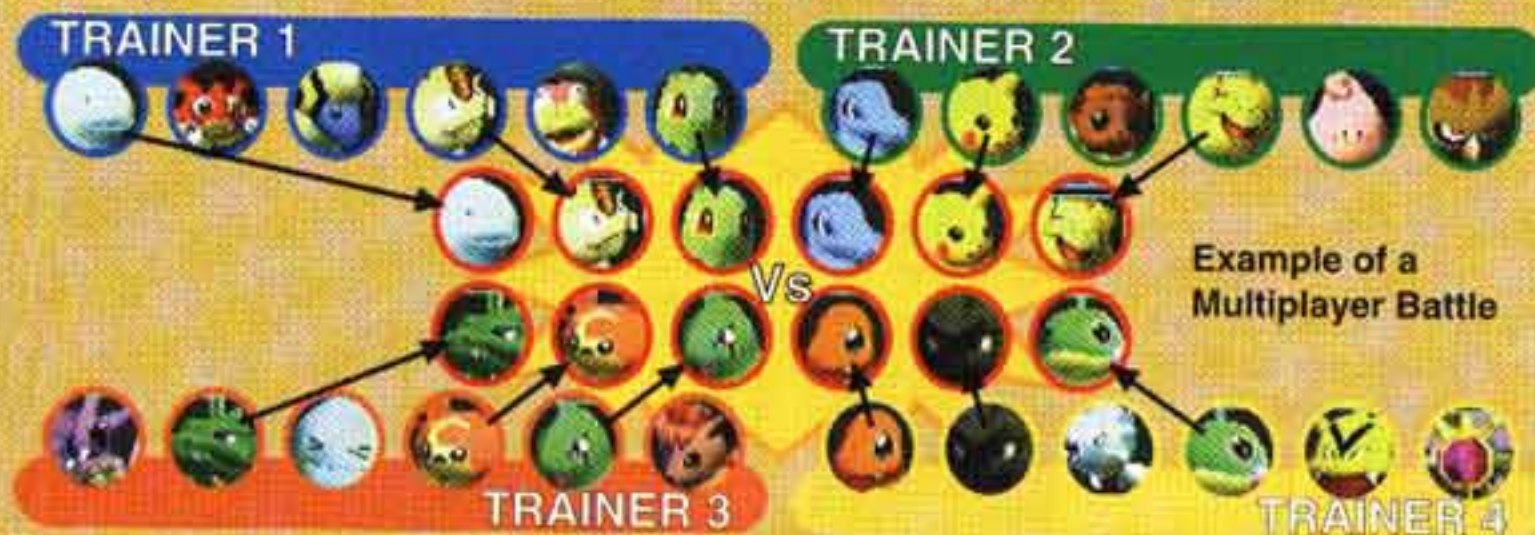 TRAINER 1
TRAINER 2
Vs
Example of a
Multiplayer Battle
TRAINER 3
TRAINER 4